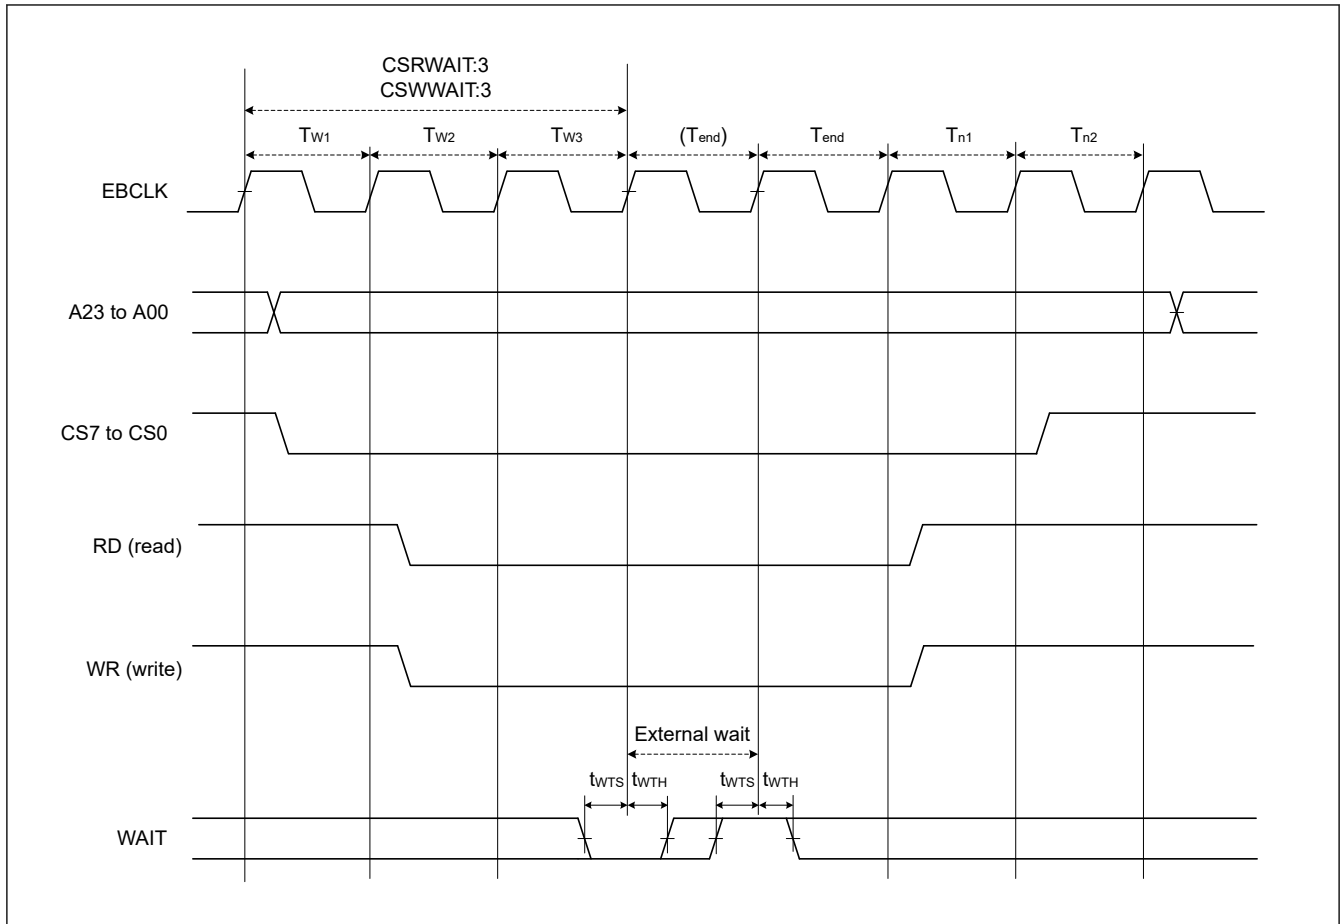 CSRWAIT:3
CSWWAIT:3
TW1 TW2 TW3 (Tend) Tend Tn1 Tn2
EBCLK
A23 to A00
CS7 to CS0
RD (read)
WR (write)
External wait
tWTS tWTH tWTS tWTH
WAIT